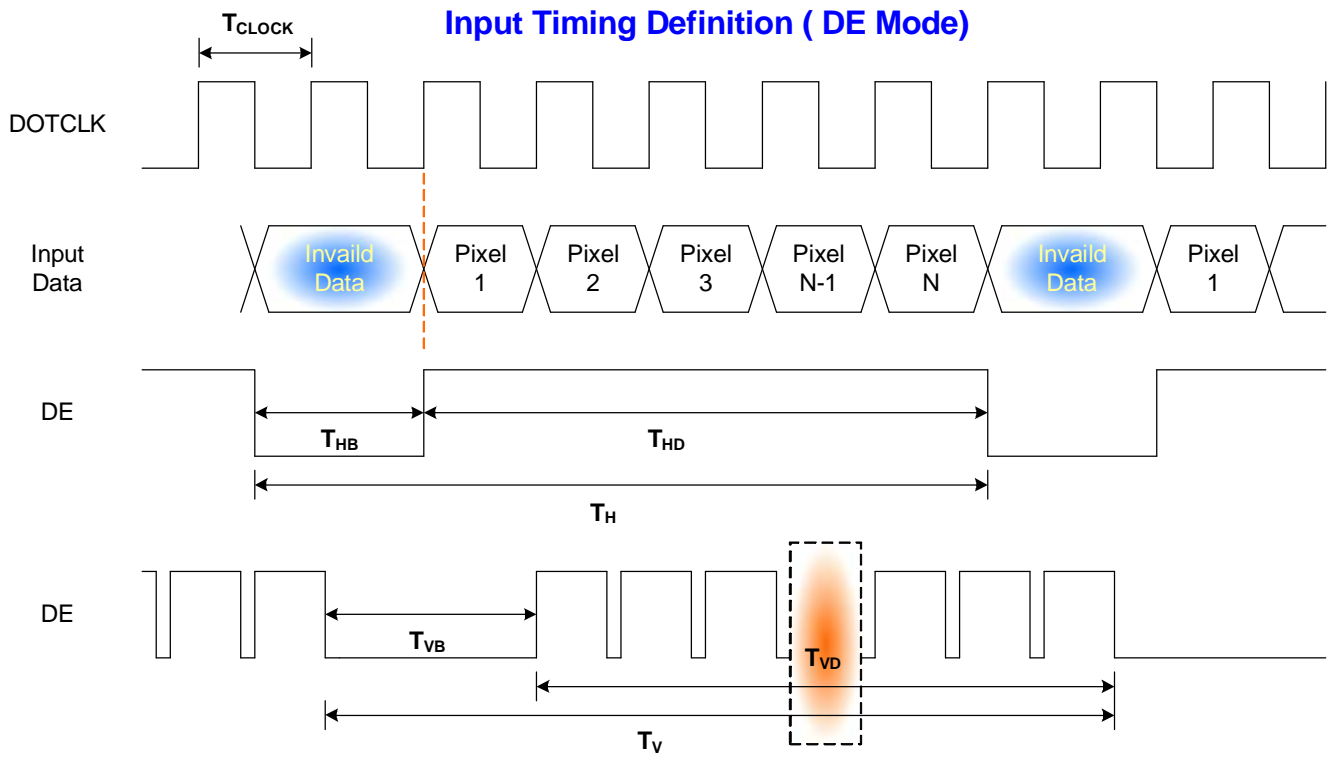 Input Timing Definition ( DE Mode)
TCLOCK
DOTCLK
Input
Data
Invaild
Data
Pixel
1
Pixel
2
Pixel
3
Pixel
N-1
Pixel
N
Invaild
Data
Pixel
1
DE
THB
THD
TH
DE
TVB
TVD
TV